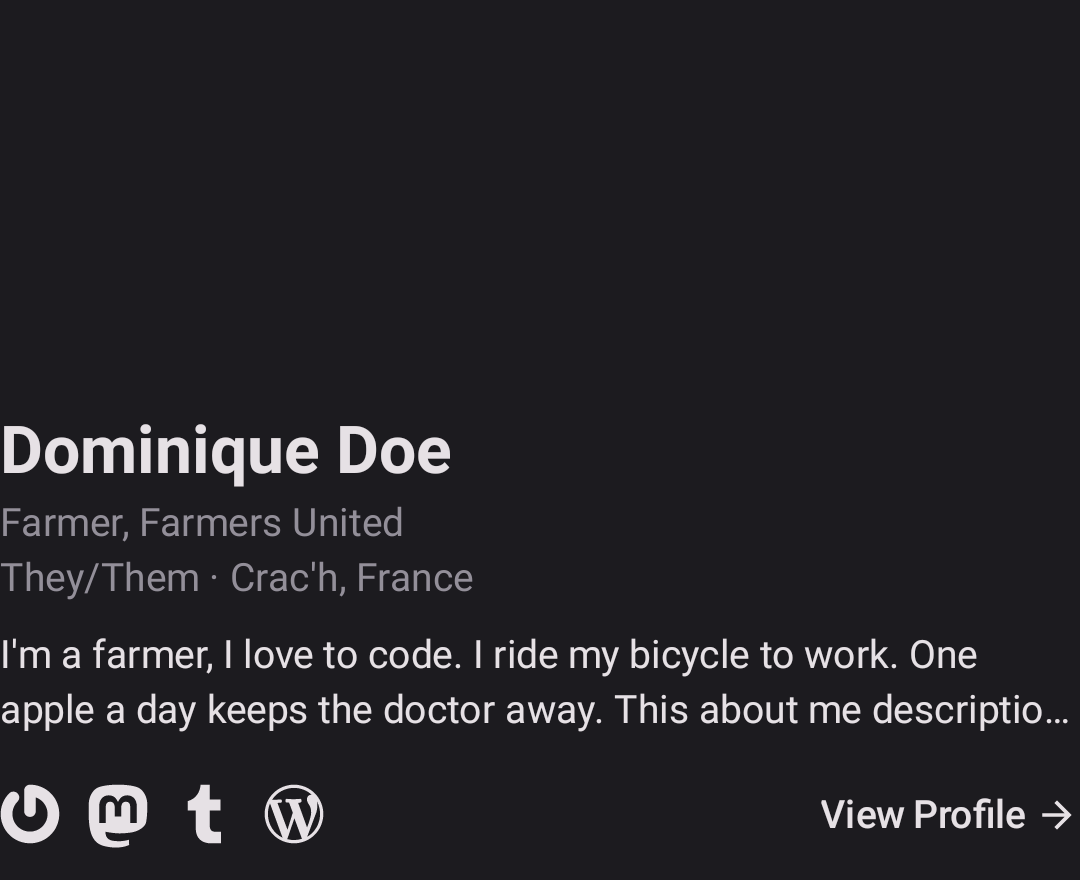 Dominique Doe
Farmer, Farmers United
They/Them · Crac'h, France
I'm a farmer, I love to code. I ride my bicycle to work. One
apple a day keeps the doctor away. This about me descriptio…
View Profile →